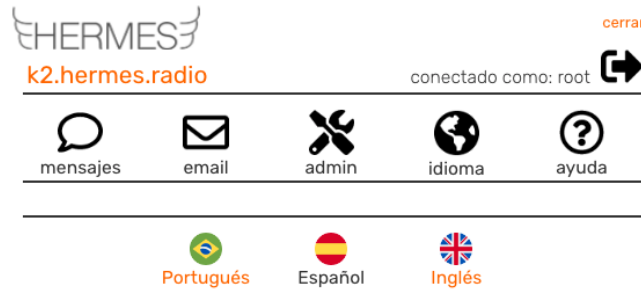 HERMES
cerrar
k2.hermes.radio
conectado como: root
mensajes email admin idioma ayuda
Portugués Español Inglés